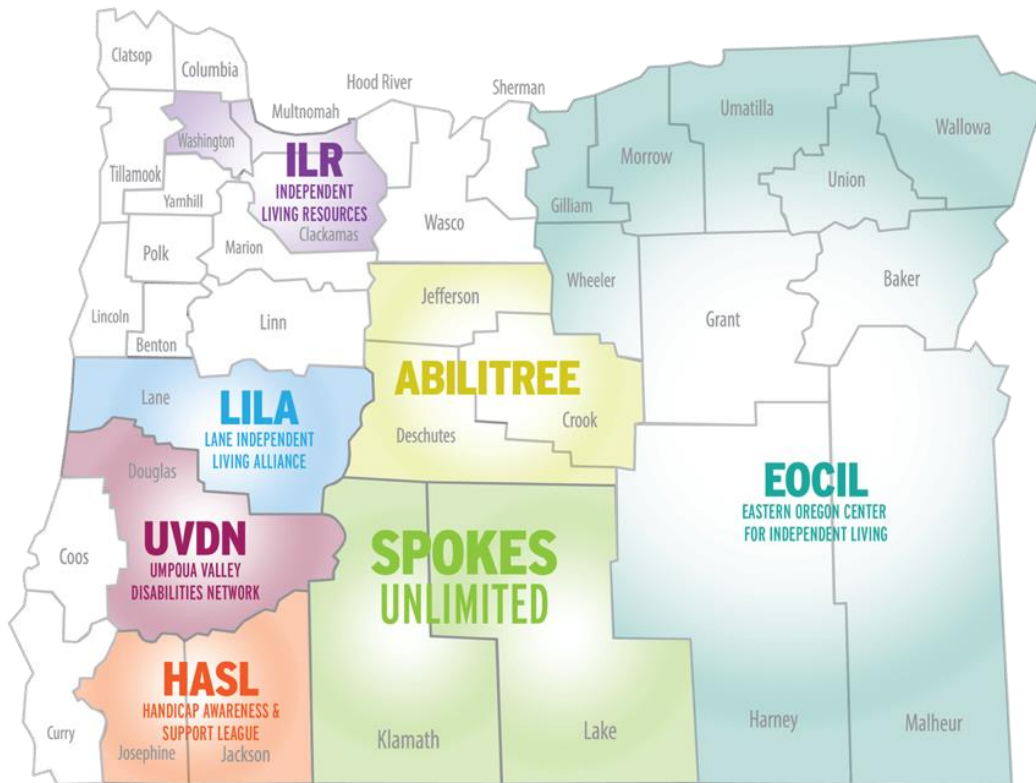 Clatsop
Columbia
Hood River
Sherman
Multnomah
Umatilla
Wallowa
Washington
Morrow
Union
ILR
INDEPENDENT
LIVING RESOURCES
Tillamook
Yamhill
Gilliam
Clackamas
Wasco
Marion
Polk
Wheeler
Baker
Jefferson
Grant
Lincoln
Linn
Benton
ABILITREE
Lane
LILA
LANE INDEPENDENT
LIVING ALLIANCE
Crook
Deschutes
Douglas
EOCIL
EASTERN OREGON CENTER
FOR INDEPENDENT LIVING
UVDN
UMPQUA VALLEY
DISABILITIES NETWORK
Coos
SPOKES
UNLIMITED
HASL
HANDICAP AWARENESS &
SUPPORT LEAGUE
Curry
Josephine
Jackson
Klamath
Lake
Harney
Malheur